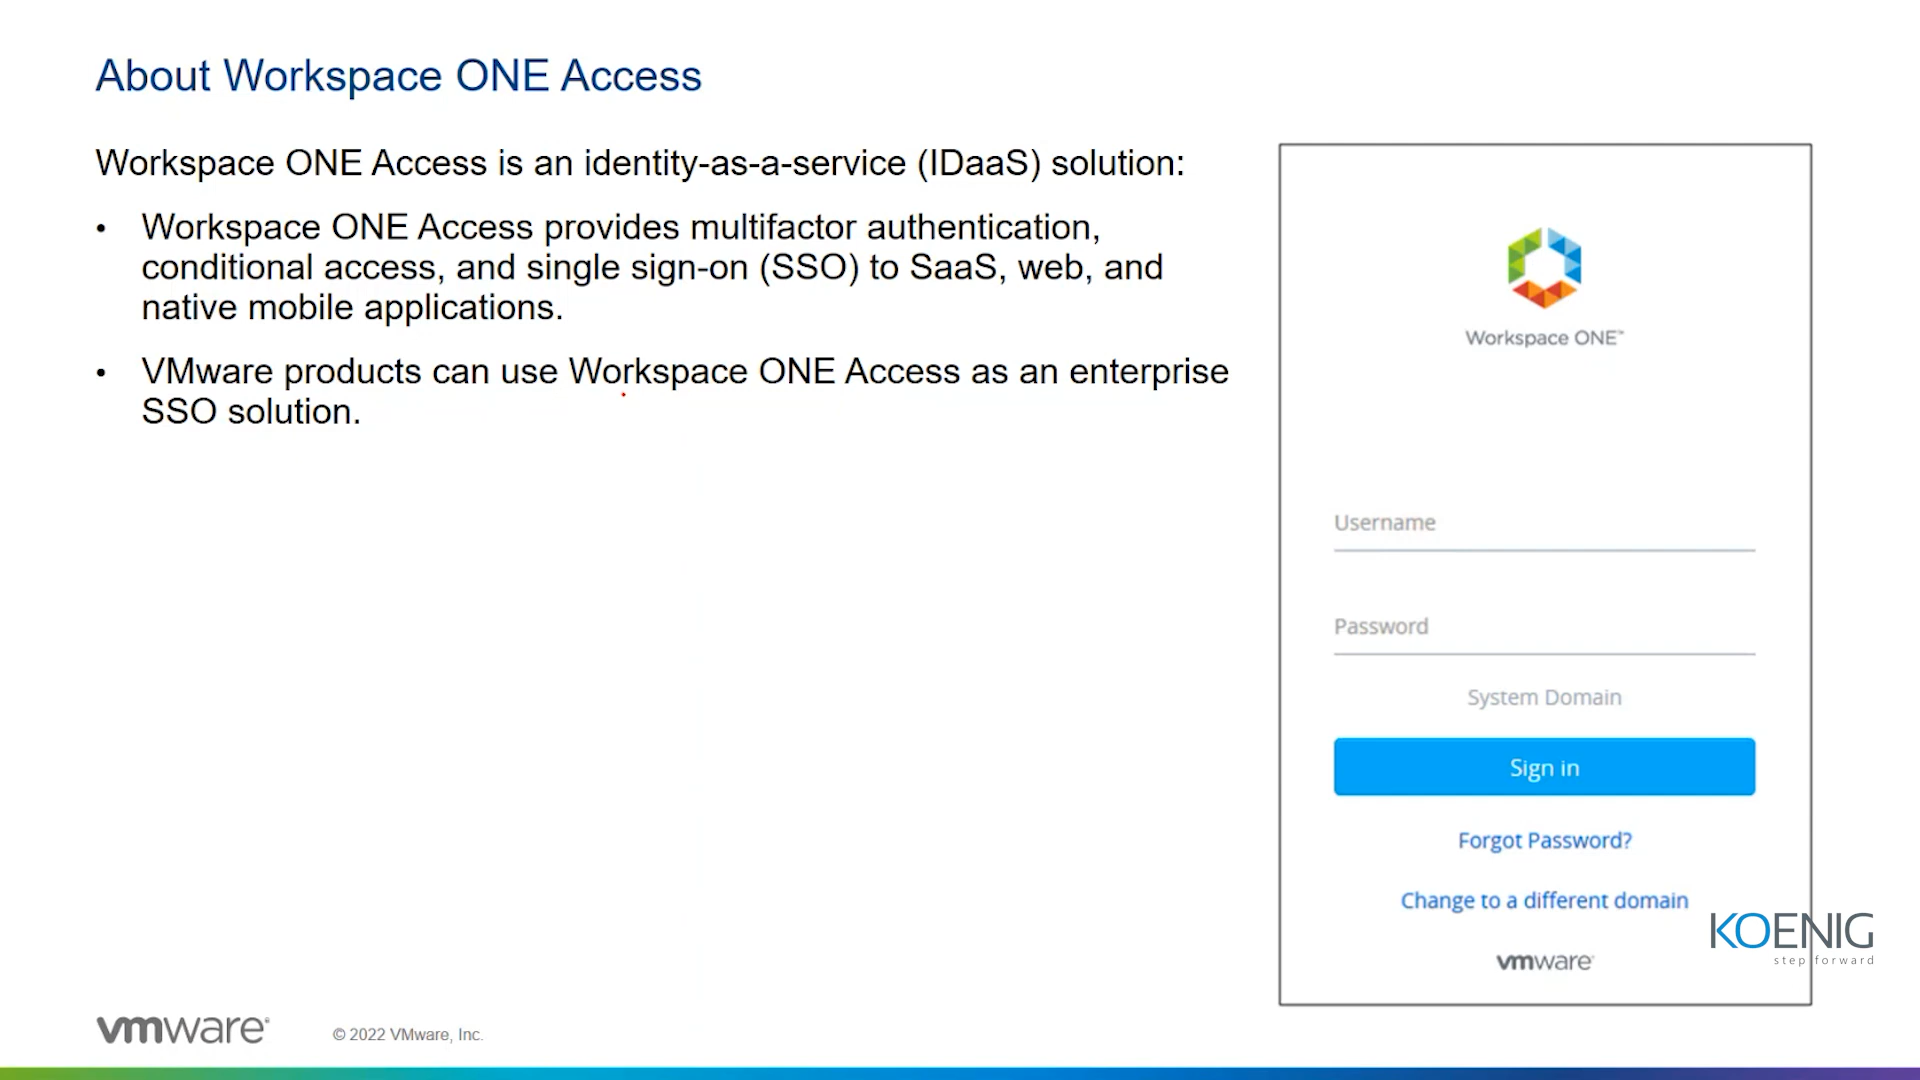 About Workspace ONE Access
Workspace ONE Access is an identity-as-a-service (IDaaS) solution:
• Workspace ONE Access provides multifactor authentication,
conditional access, and single sign-on (SSO) to SaaS, web, and
native mobile applications.
• VMware products can use Workspace ONE Access as an enterprise
SSO solution.
Workspace ONE™
Username
Password
System Domain
Sign in
Forgot Password?
Change to a different domain
vmware®
KOENIG
step forward
vmware®
© 2022 VMware, Inc.